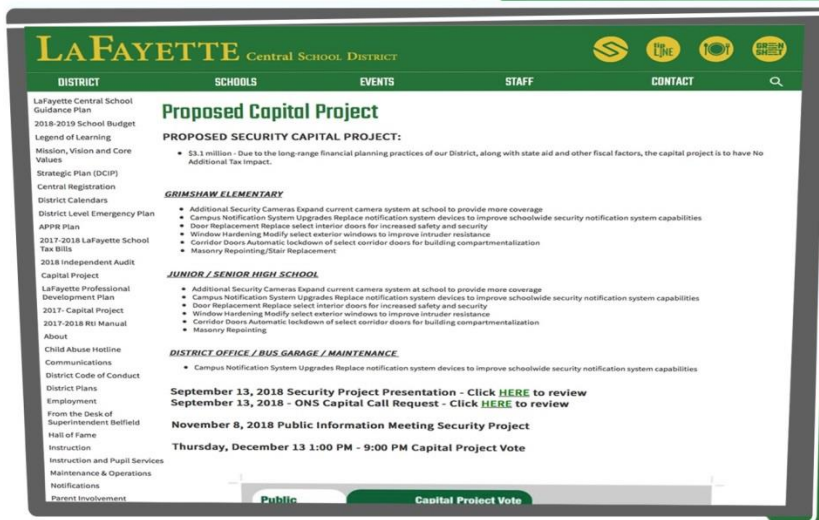 LAFAYETTE CENTRAL SCHOOL DISTRICT
tip LINE
GREEN SHEET
DISTRICT SCHOOLS EVENTS STAFF CONTACT
LaFayette Central School
Guidance Plan
2018-2019 School Budget
Legend of Learning
Mission, Vision and Core
Values
Strategic Plan (DCIP)
Central Registration
District Calendars
District Level Emergency Plan
APPR Plan
2017-2018 LaFayette School
Tax Bills
2018 Independent Audit
Capital Project
LaFayette Professional
Development Plan
2017- Capital Project
2017-2018 RtI Manual
About
Child Abuse Hotline
Communications
District Code of Conduct
District Plans
Employment
From the Desk of
Superintendent Belfield
Hall of Fame
Instruction
Instruction and Pupil Services
Maintenance & Operations
Notifications
Parent Involvement
Proposed Capital Project
PROPOSED SECURITY CAPITAL PROJECT:
• $3.1 million - Due to the long-range financial planning practices of our District, along with state aid and other fiscal factors, the capital project is to have No
Additional Tax Impact.
GRIMSHAW ELEMENTARY
• Additional Security Cameras Expand current camera system at school to provide more coverage
• Campus Notification System Upgrades Replace notification system devices to improve schoolwide security notification system capabilities
• Door Replacement Replace select interior doors for increased safety and security
• Window Hardening Modify select exterior windows to improve intruder resistance
• Corridor Doors Automatic lockdown of select corridor doors for building compartmentalization
• Masonry Repointing/Stair Replacement
JUNIOR / SENIOR HIGH SCHOOL
• Additional Security Cameras Expand current camera system at school to provide more coverage
• Campus Notification System Upgrades Replace notification system devices to improve schoolwide security notification system capabilities
• Door Replacement Replace select interior doors for increased safety and security
• Window Hardening Modify select exterior windows to improve intruder resistance
• Corridor Doors Automatic lockdown of select corridor doors for building compartmentalization
• Masonry Repointing
DISTRICT OFFICE / BUS GARAGE / MAINTENANCE
• Campus Notification System Upgrades Replace notification system devices to improve schoolwide security notification system capabilities
September 13, 2018 Security Project Presentation - Click HERE to review
September 13, 2018 - ONS Capital Call Request - Click HERE to review
November 8, 2018 Public Information Meeting Security Project
Thursday, December 13 1:00 PM - 9:00 PM Capital Project Vote
Public Capital Project Vote